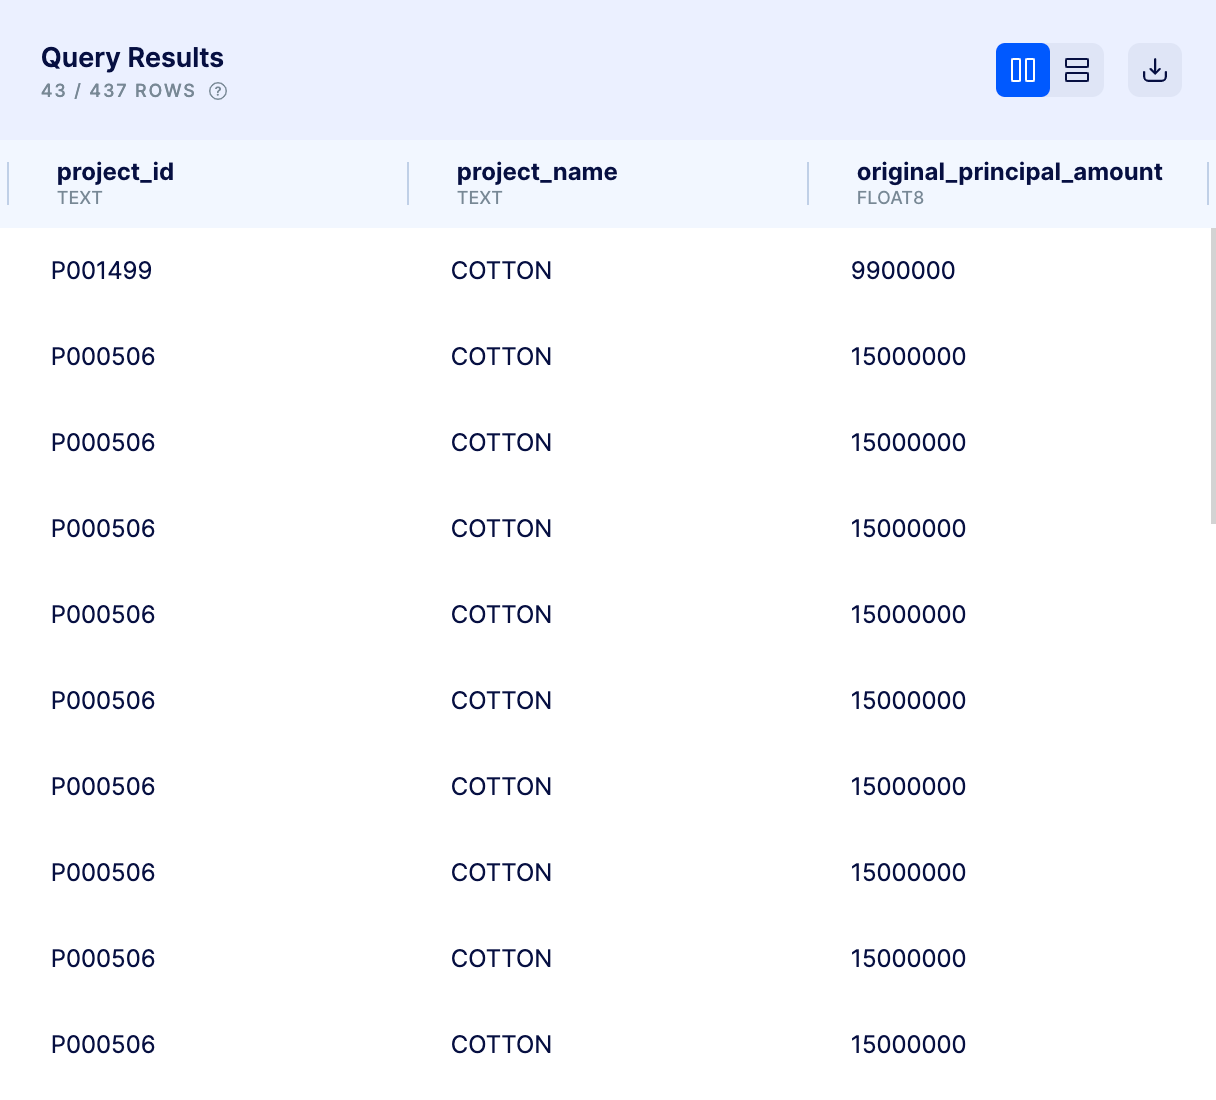 Query Results
43 / 437 ROWS ?
project_id project_name original_principal_amount
TEXT TEXT FLOAT8
P001499 COTTON 9900000
P000506 COTTON 15000000
P000506 COTTON 15000000
P000506 COTTON 15000000
P000506 COTTON 15000000
P000506 COTTON 15000000
P000506 COTTON 15000000
P000506 COTTON 15000000
P000506 COTTON 15000000
P000506 COTTON 15000000